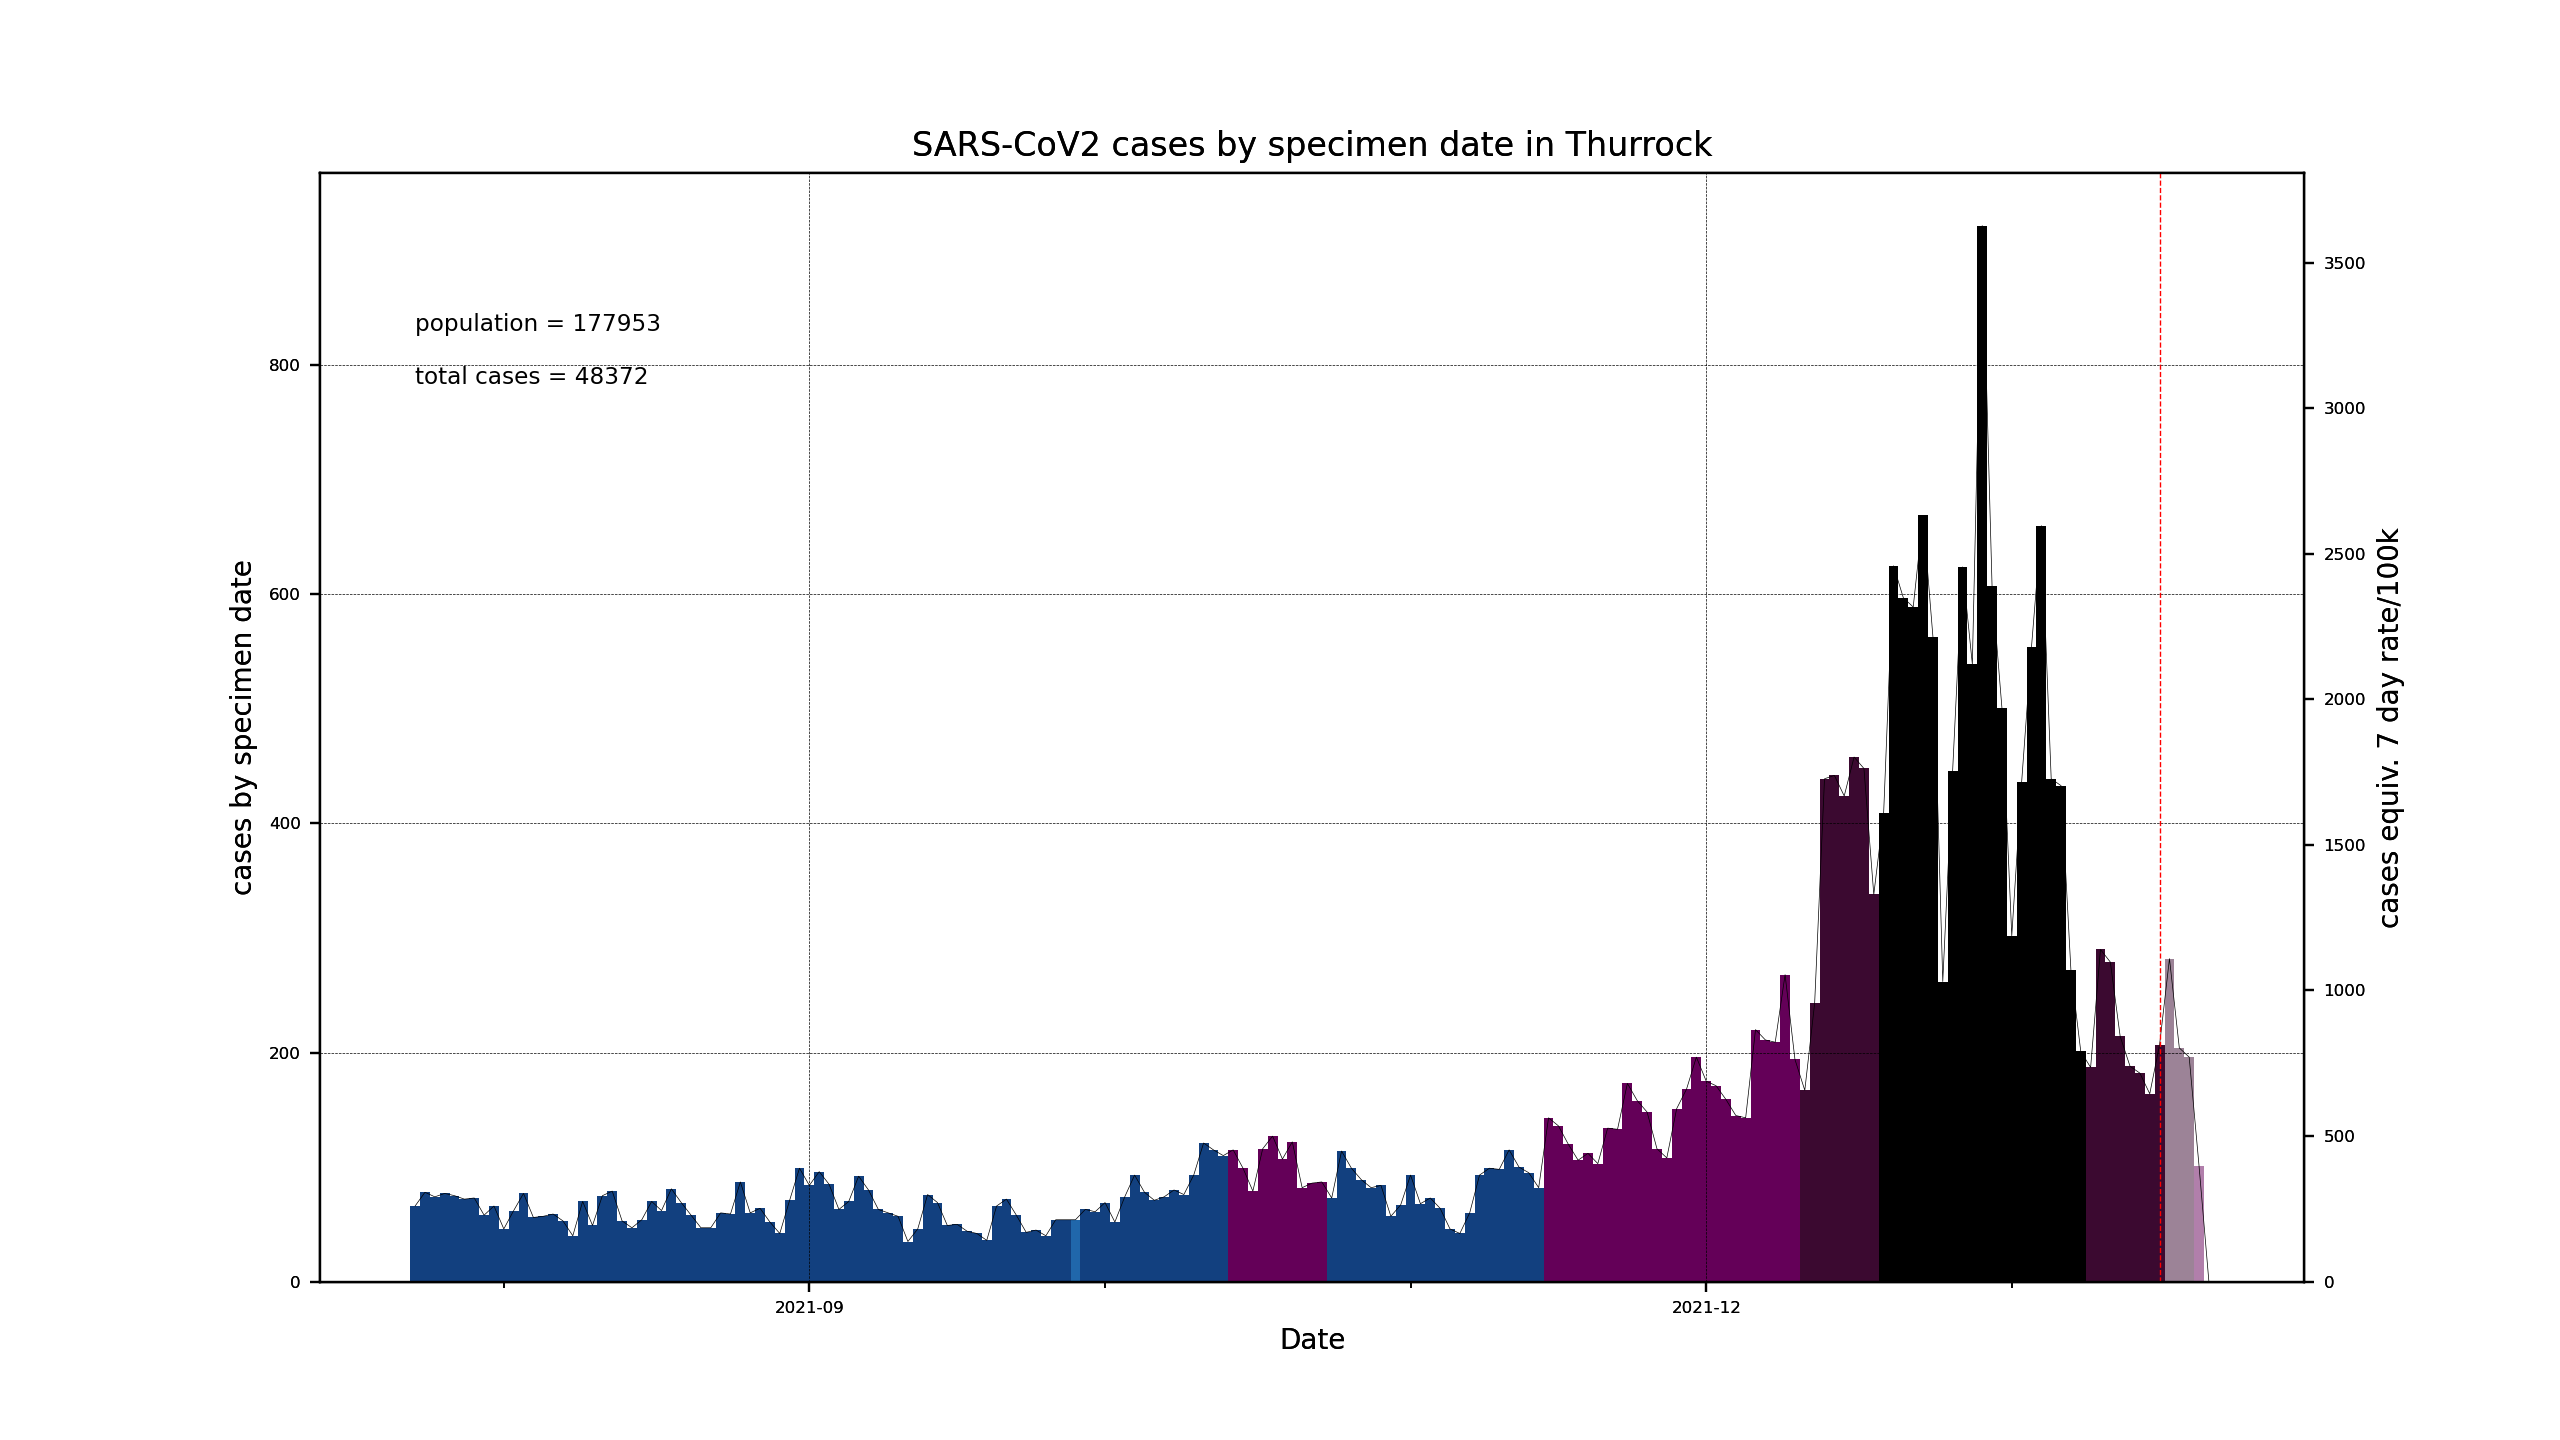 SARS-CoV2 cases by specimen date in Thurrock
population = 177953
total cases = 48372
cases by specimen date
800
600
400
200
0
3500
3000
2500
2000
1500
1000
500
0
cases equiv. 7 day rate/100k
2021-09
2021-12
Date